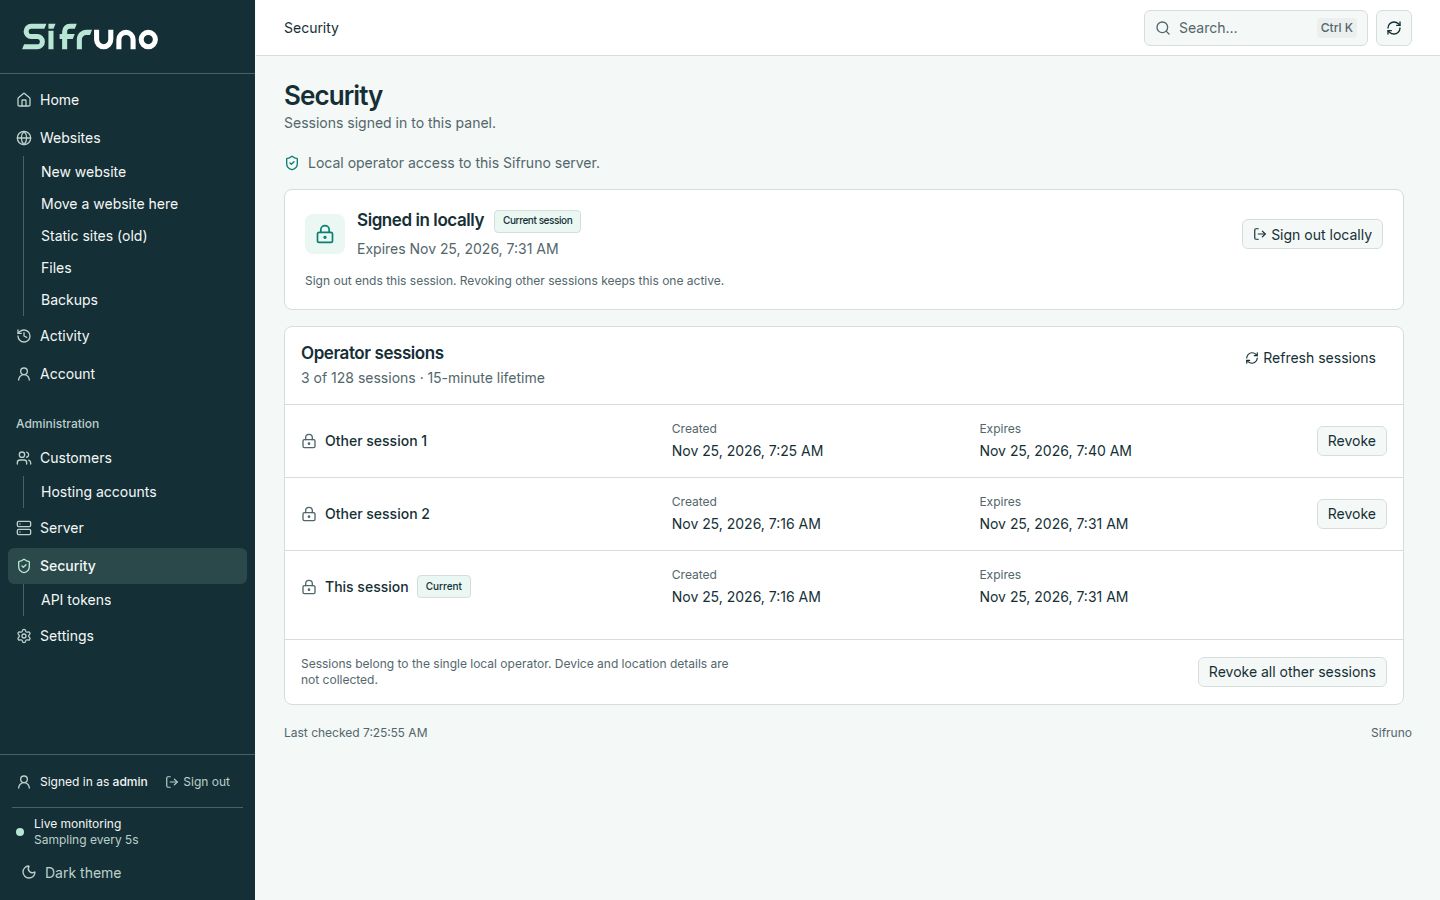 Sifruno
Home
Websites
New website
Move a website here
Static sites (old)
Files
Backups
Activity
Account
Administration
Customers
Hosting accounts
Server
Security
API tokens
Settings
Signed in as admin
Sign out
Live monitoring
Sampling every 5s
Dark theme
Security
Search...
Ctrl K
Security
Sessions signed in to this panel.
Local operator access to this Sifruno server.
Signed in locally
Current session
Expires Nov 25, 2026, 7:31 AM
Sign out locally
Sign out ends this session. Revoking other sessions keeps this one active.
Operator sessions
3 of 128 sessions · 15-minute lifetime
Refresh sessions
Other session 1
Created
Nov 25, 2026, 7:25 AM
Expires
Nov 25, 2026, 7:40 AM
Revoke
Other session 2
Created
Nov 25, 2026, 7:16 AM
Expires
Nov 25, 2026, 7:31 AM
Revoke
This session
Current
Created
Nov 25, 2026, 7:16 AM
Expires
Nov 25, 2026, 7:31 AM
Sessions belong to the single local operator. Device and location details are
not collected.
Revoke all other sessions
Last checked 7:25:55 AM
Sifruno